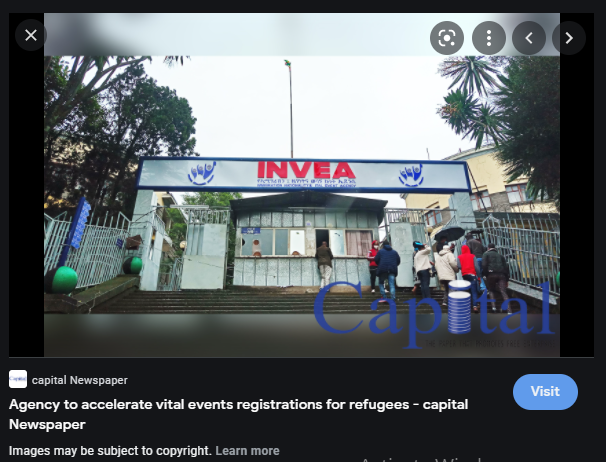 INVEA
Capital
capital Newspaper
Agency to accelerate vital events registrations for refugees - capital
Newspaper
Visit
Images may be subject to copyright. Learn more